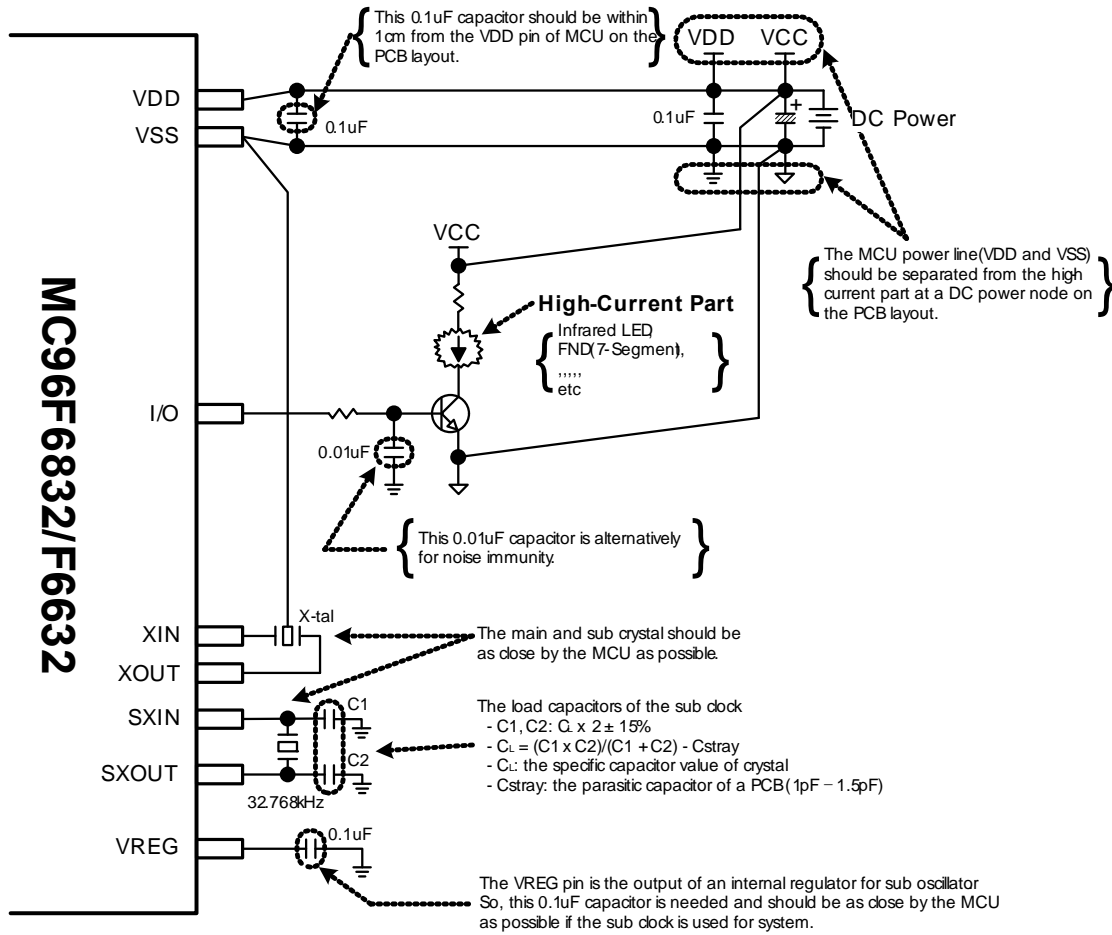 This 0.1uF capacitor should be within
1cm from the VDD pin of MCU on the
PCB layout.
VDD VCC
VDD
VSS
0.1uF
0.1uF
+
DC Power
VCC
The MCU power line(VDD and VSS)
should be separated from the high-
current part at a DC power node on
the PCB layout.
High-Current Part
Infrared LED,
FND(7-Segment),
,,,,,
etc
MC96F6832/F6632
I/O
0.01uF
This 0.01uF capacitor is alternatively
for noise immunity.
X-tal
XIN
XOUT
The main and sub crystal should be
as close by the MCU as possible.
SXIN
C1
SXOUT
C2
32.768kHz
The load capacitors of the sub clock
- C1, C2: CL x 2 ± 15%
- CL = (C1 x C2)/(C1 + C2) - Cstray
- CL: the specific capacitor value of crystal
- Cstray: the parasitic capacitor of a PCB(1pF – 1.5pF)
VREG
0.1uF
The VREG pin is the output of an internal regulator for sub oscillator
So, this 0.1uF capacitor is needed and should be as close by the MCU
as possible if the sub clock is used for system.